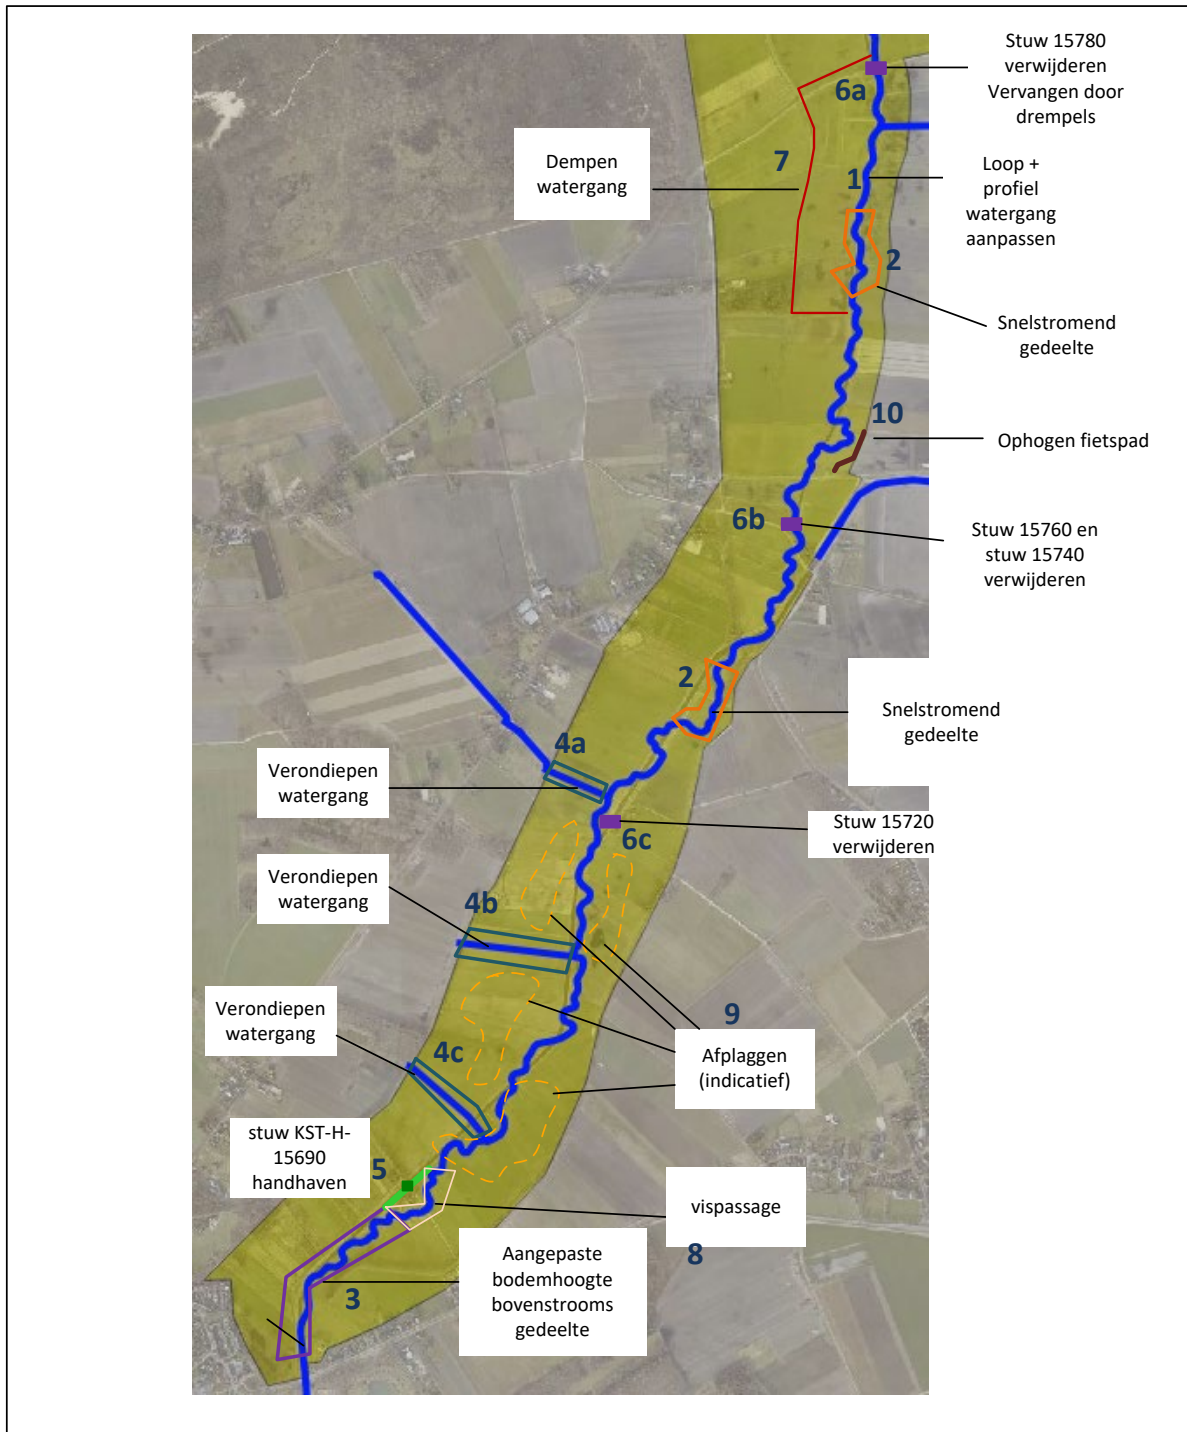 Stuw 15780
verwijderen
Vervangen door
drempels
6a
Dempen
watergang
7
1
Loop +
profiel
watergang
aanpassen
2
Snelstromend
gedeelte
10
Ophogen fietspad
6b
Stuw 15760 en
stuw 15740
verwijderen
2
Snelstromend
gedeelte
4a
Verondiepen
watergang
Stuw 15720
verwijderen
6c
Verondiepen
watergang
4b
Verondiepen
watergang
9
Afplaggen
(indicatief)
4c
stuw KST-H-
15690
handhaven
5
vispassage
8
Aangepaste
bodemhoogte
bovenstrooms
gedeelte
3